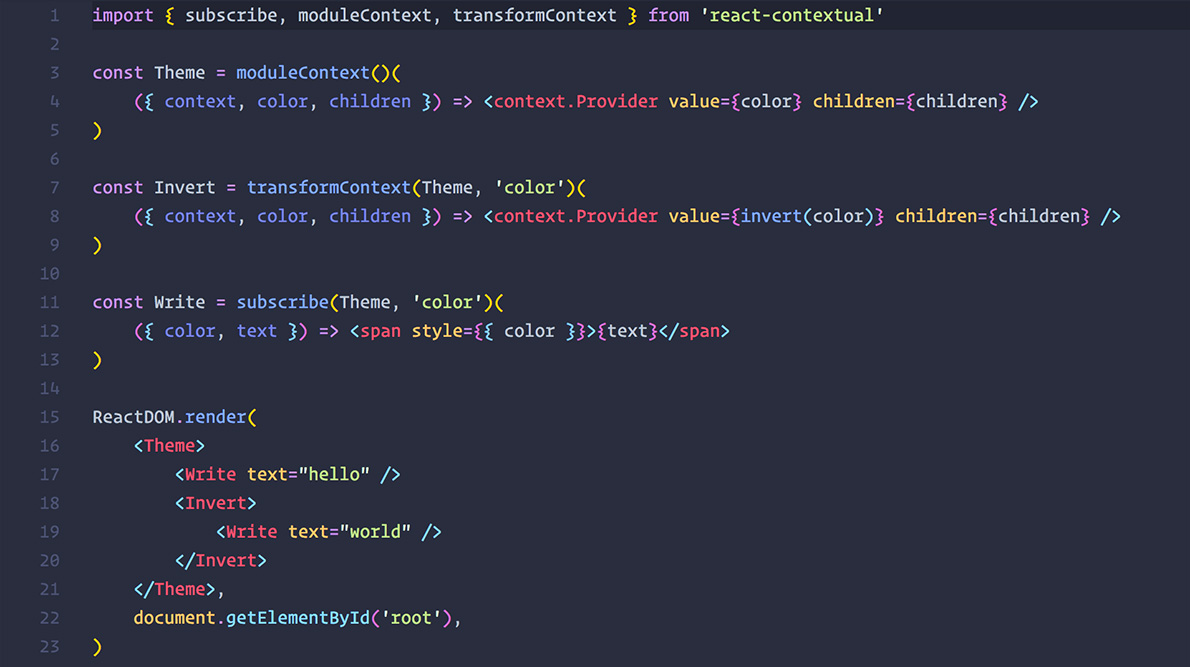 1 import { subscribe, moduleContext, transformContext } from 'react-contextual'
2
3 const Theme = moduleContext()(
4     ({ context, color, children }) => <context.Provider value={color} children={children} />
5 )
6
7 const Invert = transformContext(Theme, 'color')(
8     ({ context, color, children }) => <context.Provider value={invert(color)} children={children} />
9 )
10
11 const Write = subscribe(Theme, 'color')(
12     ({ color, text }) => <span style={{ color }}>{text}</span>
13 )
14
15 ReactDOM.render(
16     <Theme>
17         <Write text="hello" />
18         <Invert>
19             <Write text="world" />
20         </Invert>
21     </Theme>,
22     document.getElementById('root'),
23 )